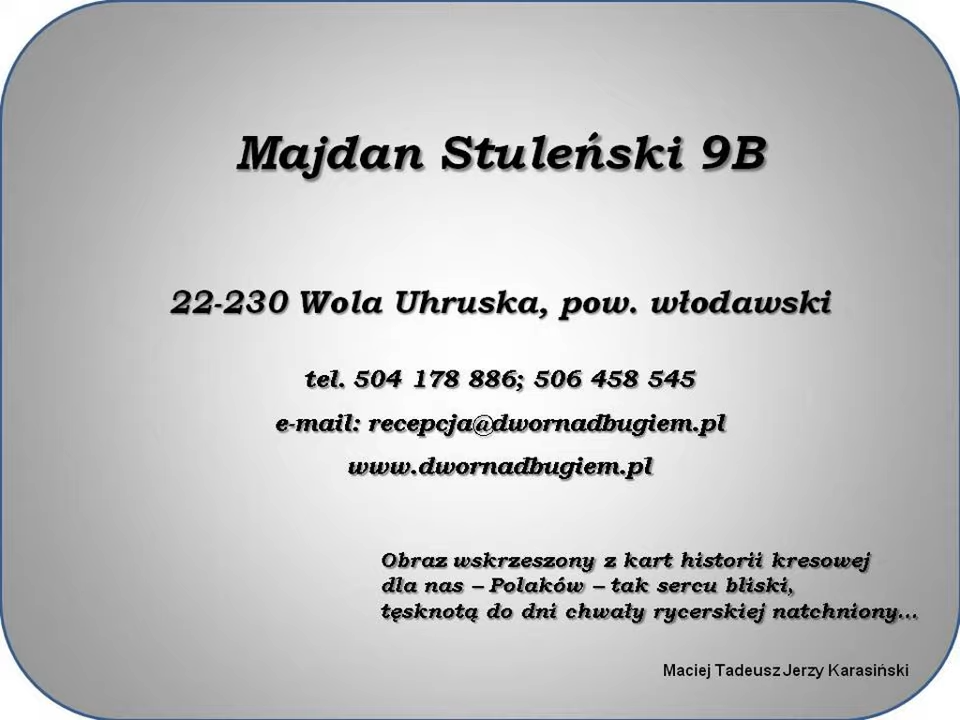 Majdan Stuleński 9B
22-230 Wola Uhruska, pow. włodawski
tel. 504 178 886; 506 458 545
e-mail: recepcja@dwornadbugiem.pl
www.dwornadbugiem.pl
Obraz wskrzeszony z kart historii kresowej
dla nas – Polaków – tak sercu bliski,
tęsknotą do dni chwały rycerskiej natchniony...
Maciej Tadeusz Jerzy Karasiński